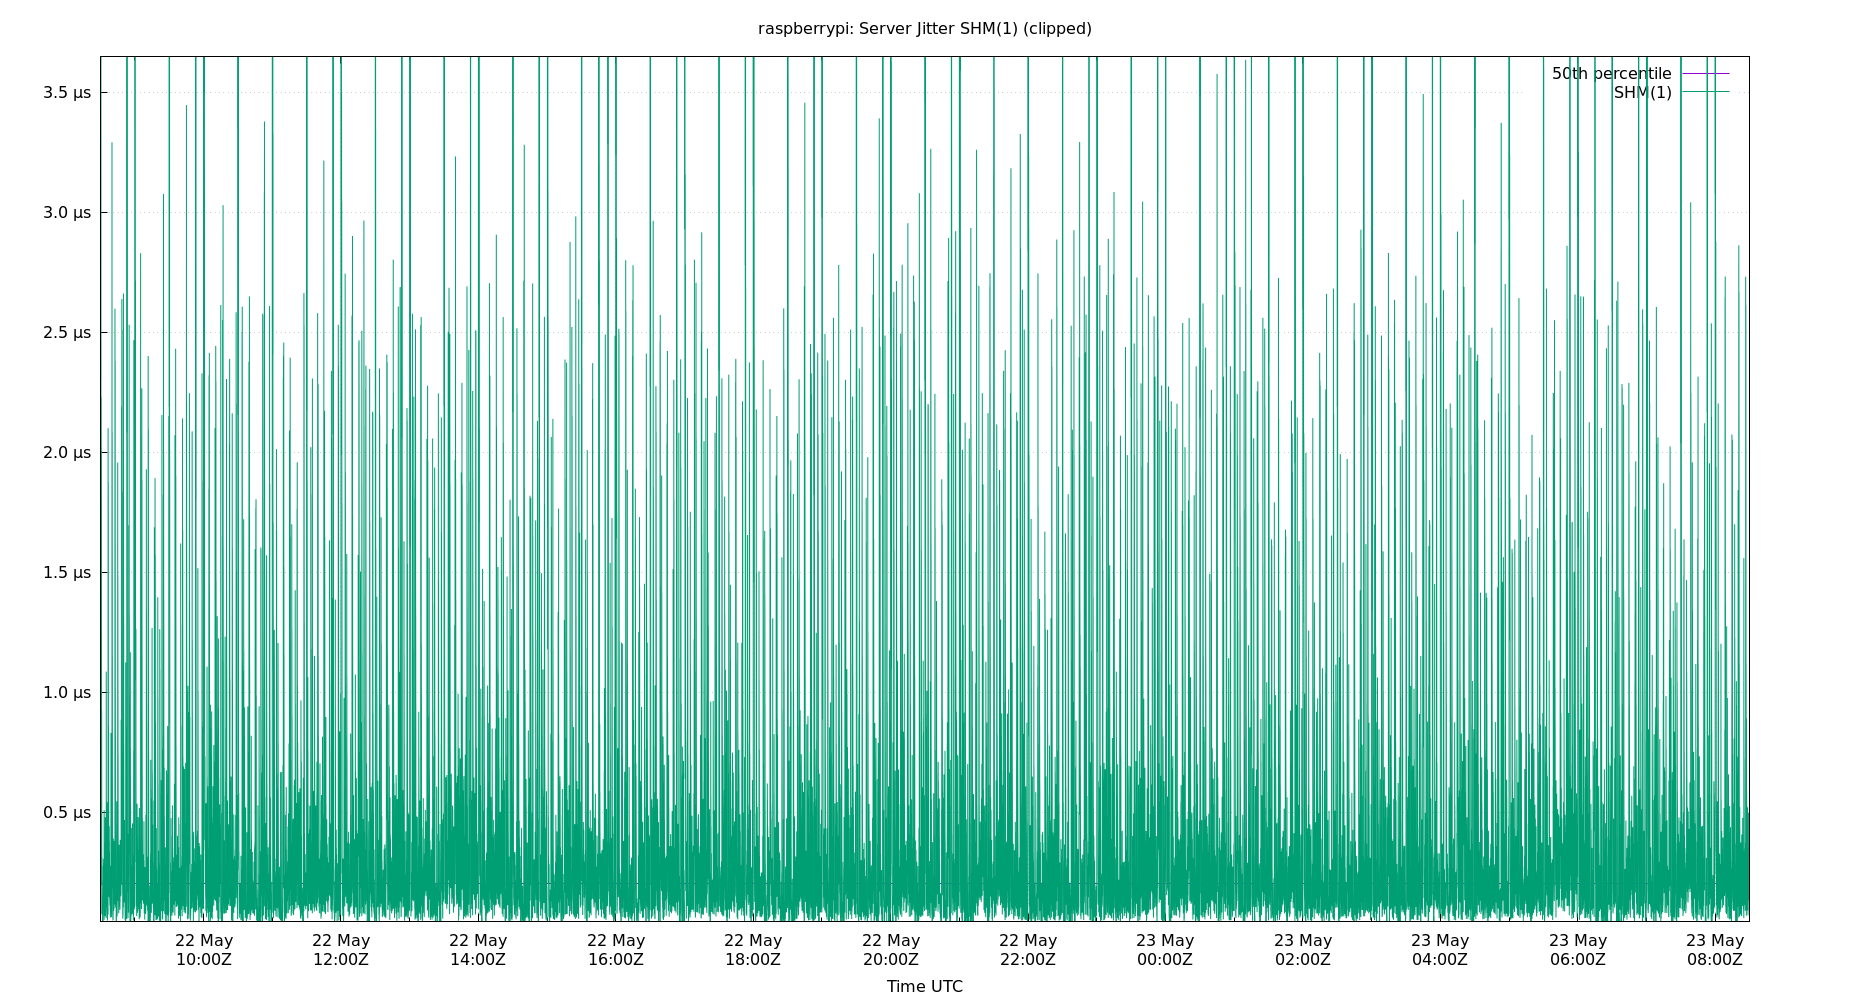 raspberrypi: Server Jitter SHM(1) (clipped)
50th percentile
SHM(1)
3.5 µs
3.0 µs
2.5 µs
2.0 µs
1.5 µs
1.0 µs
0.5 µs
22 May 22 May 22 May 22 May 22 May 22 May 22 May 23 May 23 May 23 May 23 May 23 May
10:00Z 12:00Z 14:00Z 16:00Z 18:00Z 20:00Z 22:00Z 00:00Z 02:00Z 04:00Z 06:00Z 08:00Z
Time UTC